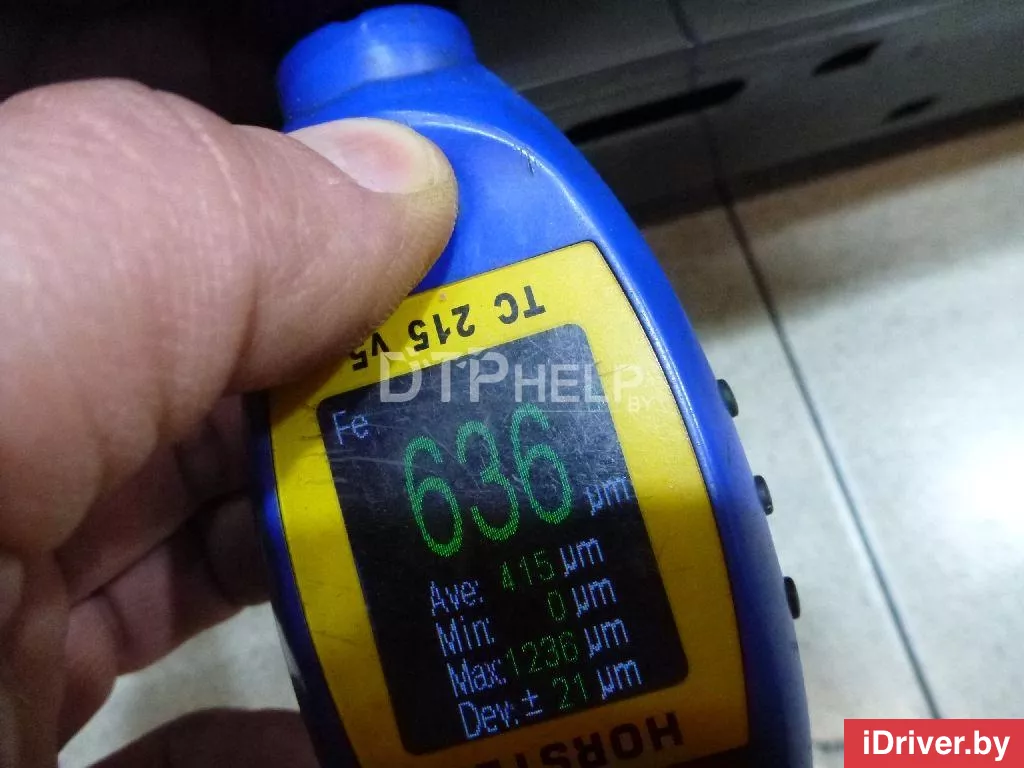 TC 215 V5
DTPHELP
BY
Fe
636 µm
Ave: 415 µm
Min: 0 µm
Max: 1236 µm
Dev: ± 21 µm
iDriver.by